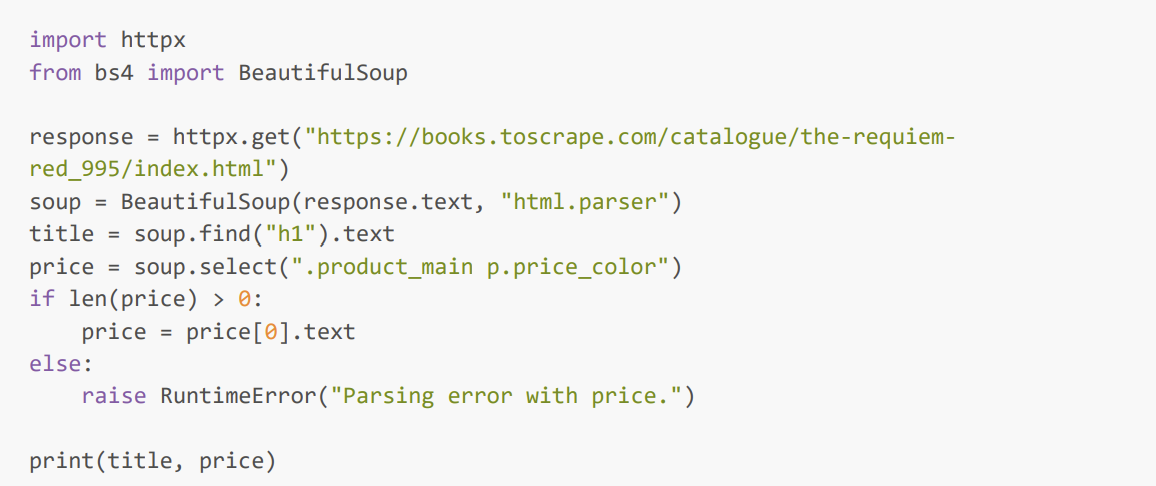 import httpx
from bs4 import BeautifulSoup

response = httpx.get("https://books.toscrape.com/catalogue/the-requiem-
red_995/index.html")
soup = BeautifulSoup(response.text, "html.parser")
title = soup.find("h1").text
price = soup.select(".product_main p.price_color")
if len(price) > 0:
    price = price[0].text
else:
    raise RuntimeError("Parsing error with price.")

print(title, price)